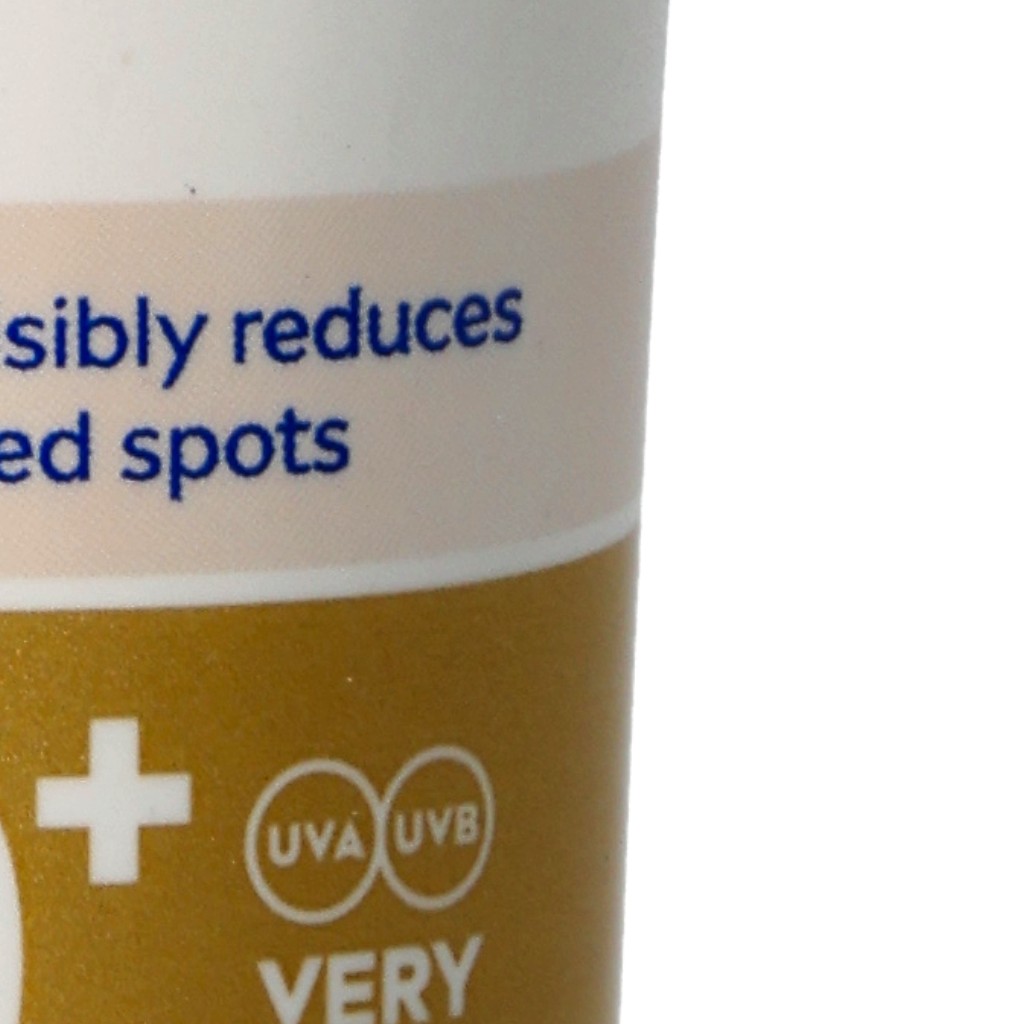 sibly reduces
ed spots
+
UVA UVB
VERY